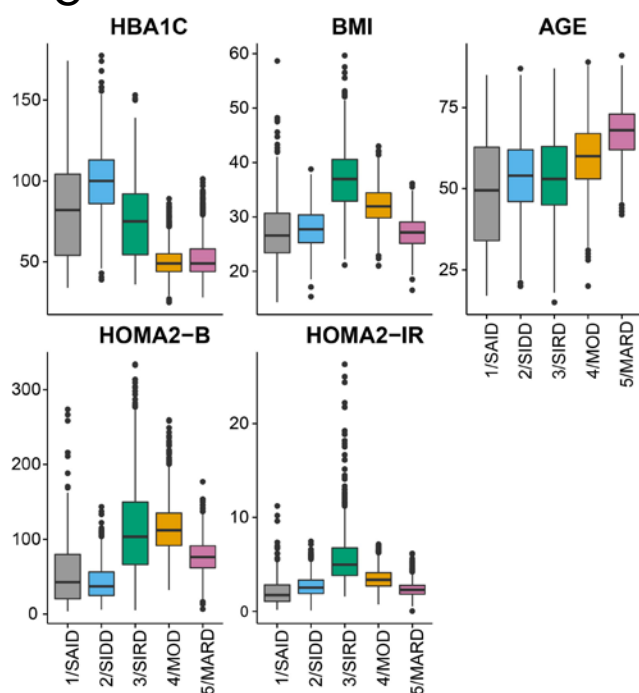 HBA1C
BMI
AGE
150
100
50
60
50
40
30
20
75
50
25
1/SAID
2/SIDD
3/SIRD
4/MOD
5/MARD
HOMA2−B
HOMA2−IR
300
200
100
0
20
10
0
1/SAID
2/SIDD
3/SIRD
4/MOD
5/MARD
1/SAID
2/SIDD
3/SIRD
4/MOD
5/MARD